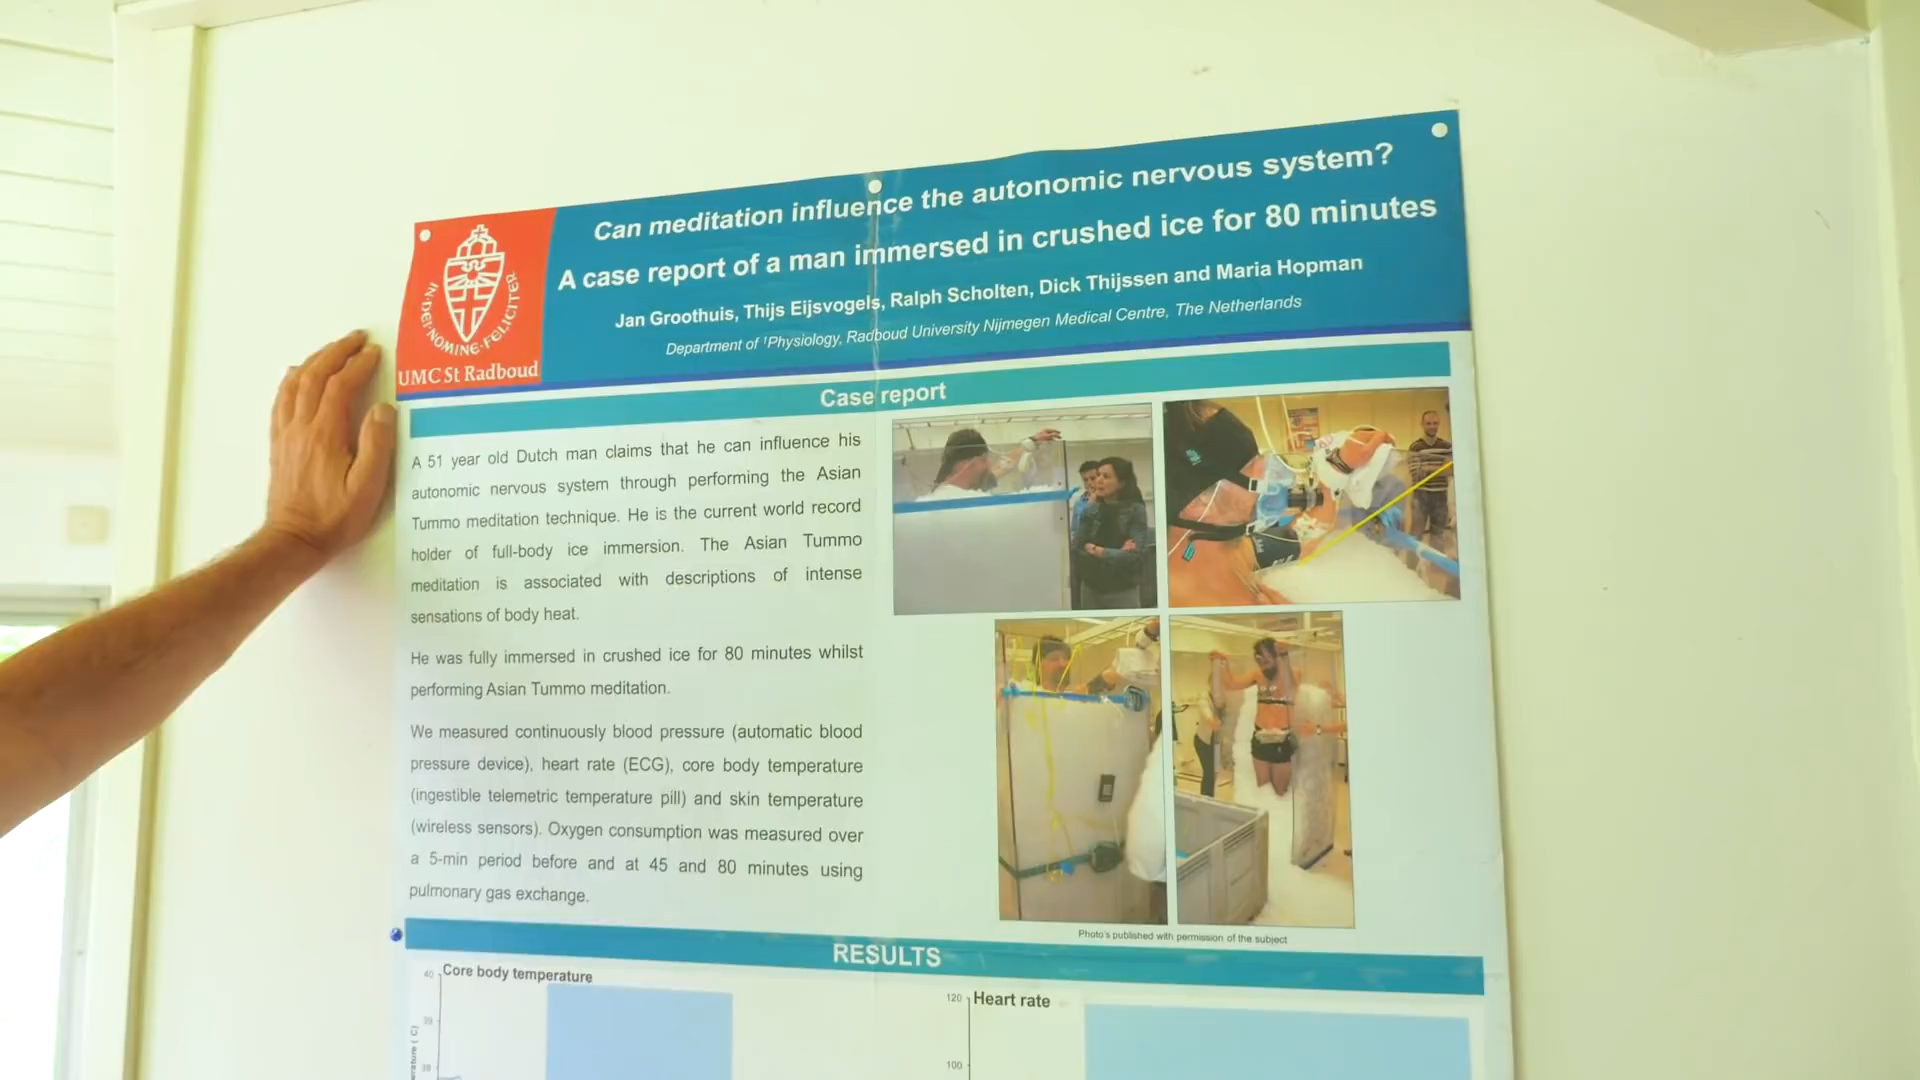 Can meditation influence the autonomic nervous system?
A case report of a man immersed in crushed ice for 80 minutes
Jan Groothuis, Thijs Eijsvogels, Ralph Scholten, Dick Thijssen and Maria Hopman
Department of ¹Physiology, Radboud University Nijmegen Medical Centre, The Netherlands
IN·DEI·NOMINE·FELICITER
UMC St Radboud
Case report
A 51 year old Dutch man claims that he can influence his
autonomic nervous system through performing the Asian
Tummo meditation technique. He is the current world record
holder of full-body ice immersion. The Asian Tummo
meditation is associated with descriptions of intense
sensations of body heat.
He was fully immersed in crushed ice for 80 minutes whilst
performing Asian Tummo meditation.
We measured continuously blood pressure (automatic blood
pressure device), heart rate (ECG), core body temperature
(ingestible telemetric temperature pill) and skin temperature
(wireless sensors). Oxygen consumption was measured over
a 5-min period before and at 45 and 80 minutes using
pulmonary gas exchange.
Photo's published with permission of the subject
RESULTS
Core body temperature
40
39
38
Heart rate
120
100